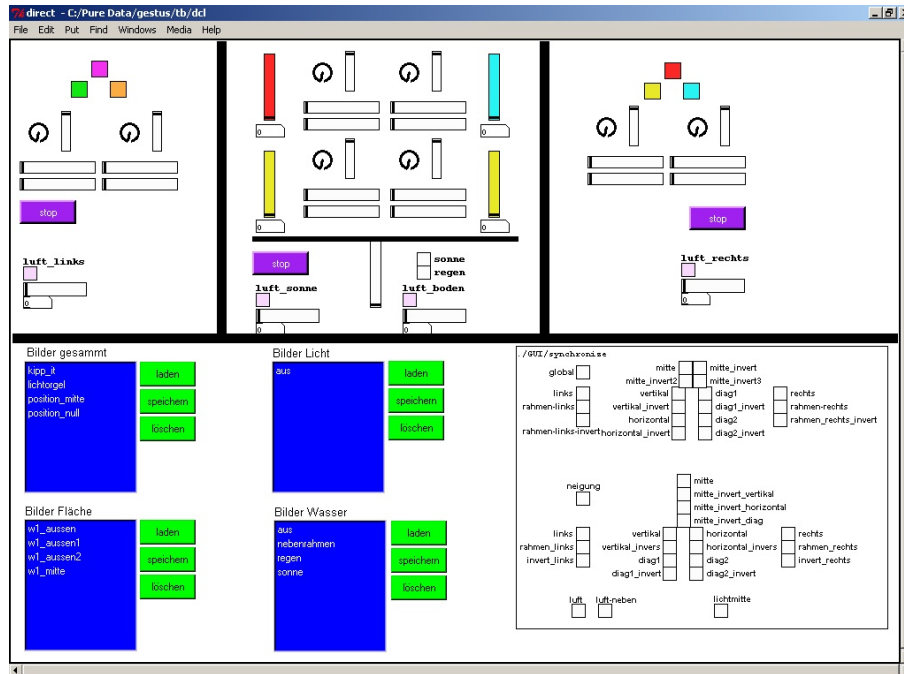 direct - C:/Pure Data/gestus/tb/dcl
File Edit Put Find Windows Media Help
0
0
0
0
stop
stop
stop
luft_links
0
sonne
regen
luft_sonne
0
luft_boden
0
luft_rechts
0
Bilder gesammt
kipp_it
lichtorgel
position_mitte
position_null
laden
speichern
löschen
Bilder Licht
aus
laden
speichern
löschen
Bilder Fläche
w1_aussen
w1_aussen1
w1_aussen2
w1_mitte
laden
speichern
löschen
Bilder Wasser
aus
nebenrahmen
regen
sonne
laden
speichern
löschen
./GUI/synchronize
global
mitte mitte_invert
mitte_invert2 mitte_invert3
links vertikal diag1 rechts
rahmen-links vertikal_invert diag1_invert rahmen-rechts
horizontal diag2 rahmen_rechts_invert
rahmen-links-invert horizontal_invert diag2_invert
neigung
mitte
mitte_invert_vertikal
mitte_invert_horizontal
mitte_invert_diag
links vertikal horizontal rechts
rahmen_links vertikal_invers horizontal_invers rahmen_rechts
invert_links diag1 diag2 invert_rechts
diag1_invert diag2_invert
luft luft-neben lichtmitte